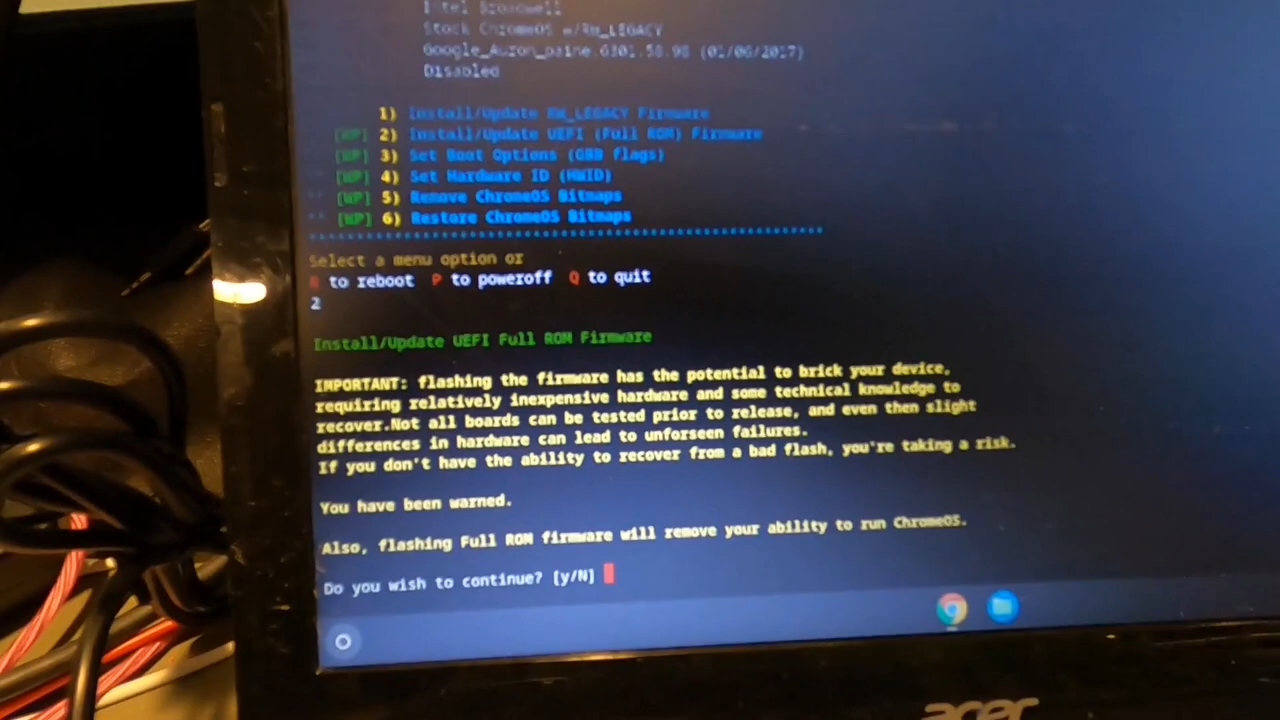 Intel Broadwell
Stock ChromeOS w/RW_LEGACY
Google_Auron_paine.6301.58.98 (01/06/2017)
Disabled
1) Install/Update RW_LEGACY Firmware
[WP] 2) Install/Update UEFI (Full ROM) Firmware
[WP] 3) Set Boot Options (GBB flags)
[WP] 4) Set Hardware ID (HWID)
** [WP] 5) Remove ChromeOS Bitmaps
** [WP] 6) Restore ChromeOS Bitmaps
Select a menu option or
R to reboot P to poweroff Q to quit
2
Install/Update UEFI Full ROM Firmware
IMPORTANT: flashing the firmware has the potential to brick your device,
requiring relatively inexpensive hardware and some technical knowledge to
recover.Not all boards can be tested prior to release, and even then slight
differences in hardware can lead to unforseen failures.
If you don't have the ability to recover from a bad flash, you're taking a risk.
You have been warned.
Also, flashing Full ROM firmware will remove your ability to run ChromeOS.
Do you wish to continue? [y/N]
acer